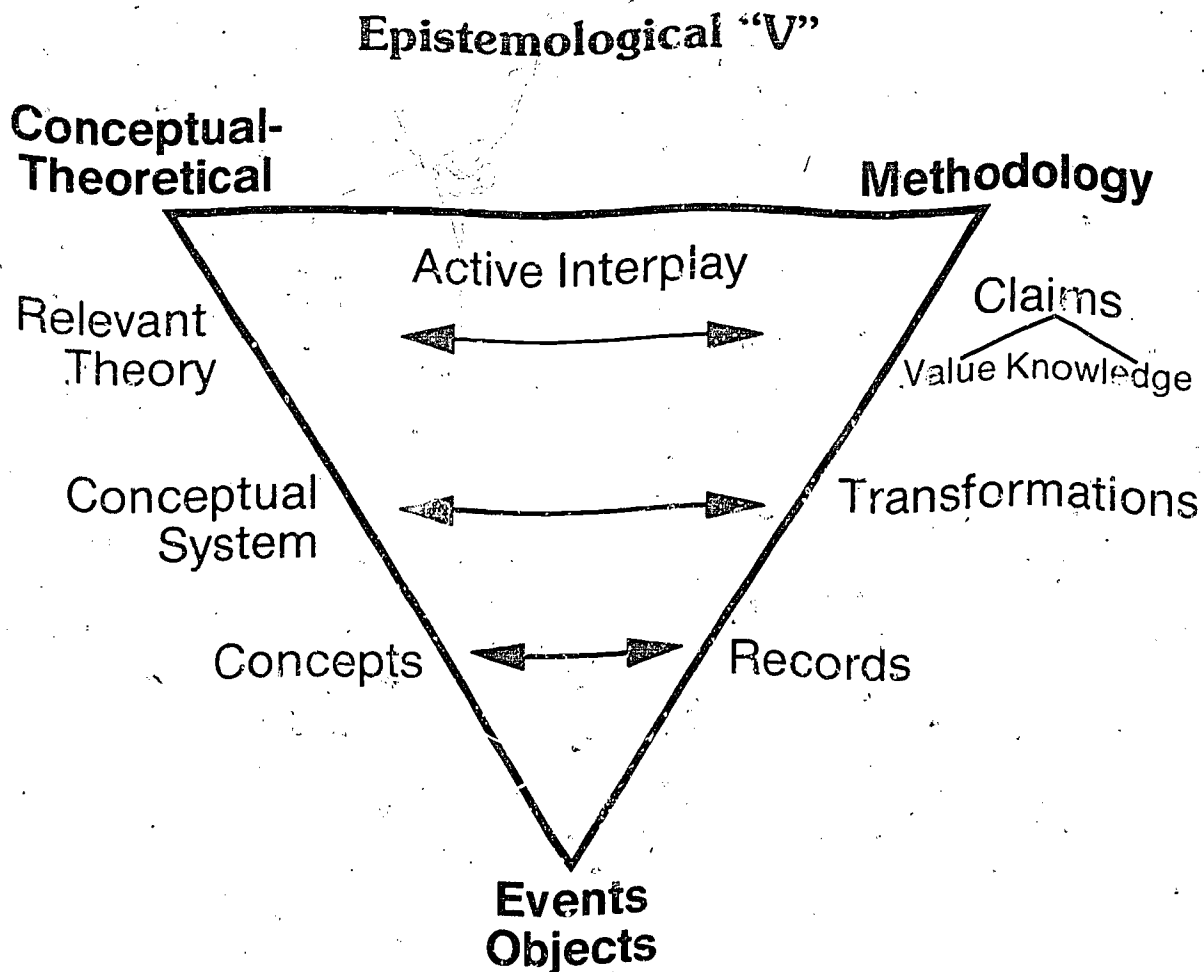 Epistemological “V”
Conceptual-
Theoretical
Methodology
Active Interplay
Relevant
Theory
Claims
Value Knowledge
Conceptual
System
Transformations
Concepts
Records
Events
Objects